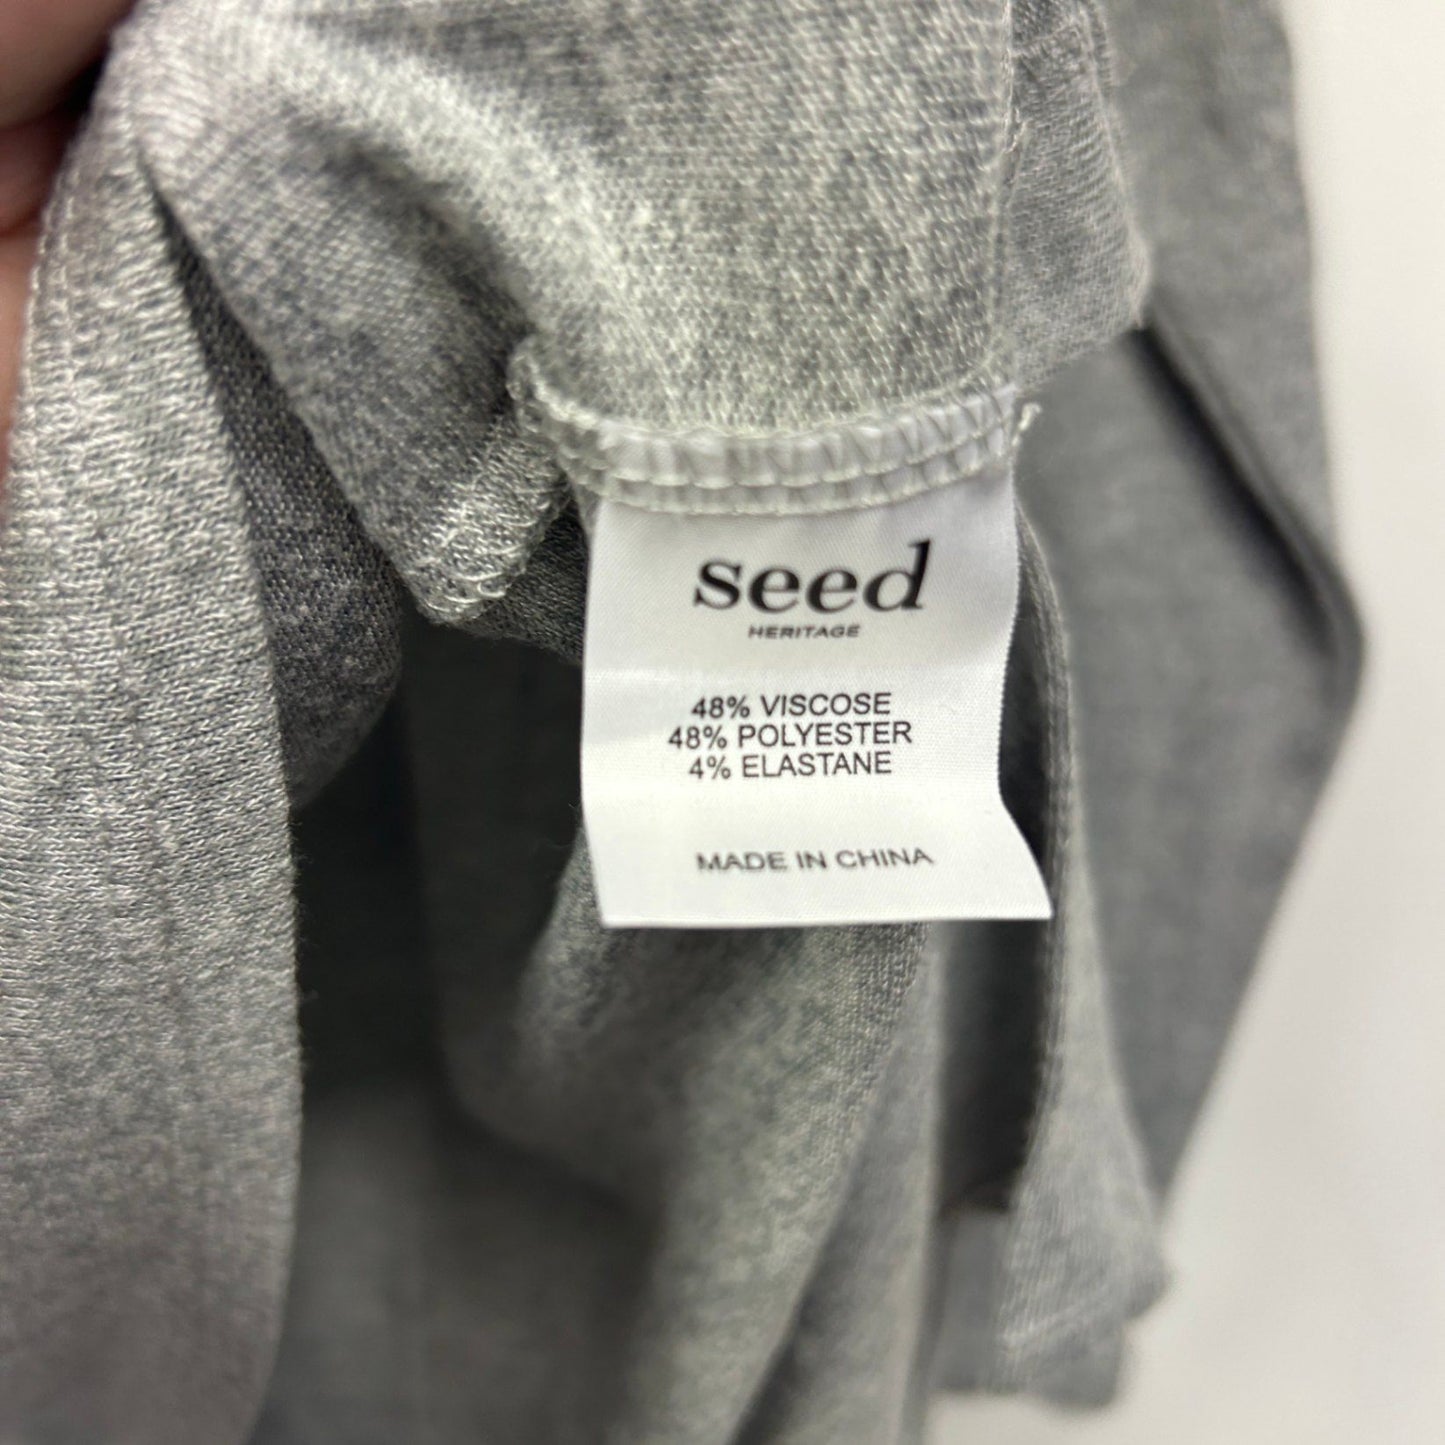 seed
HERITAGE
48% VISCOSE
48% POLYESTER
4% ELASTANE
MADE IN CHINA